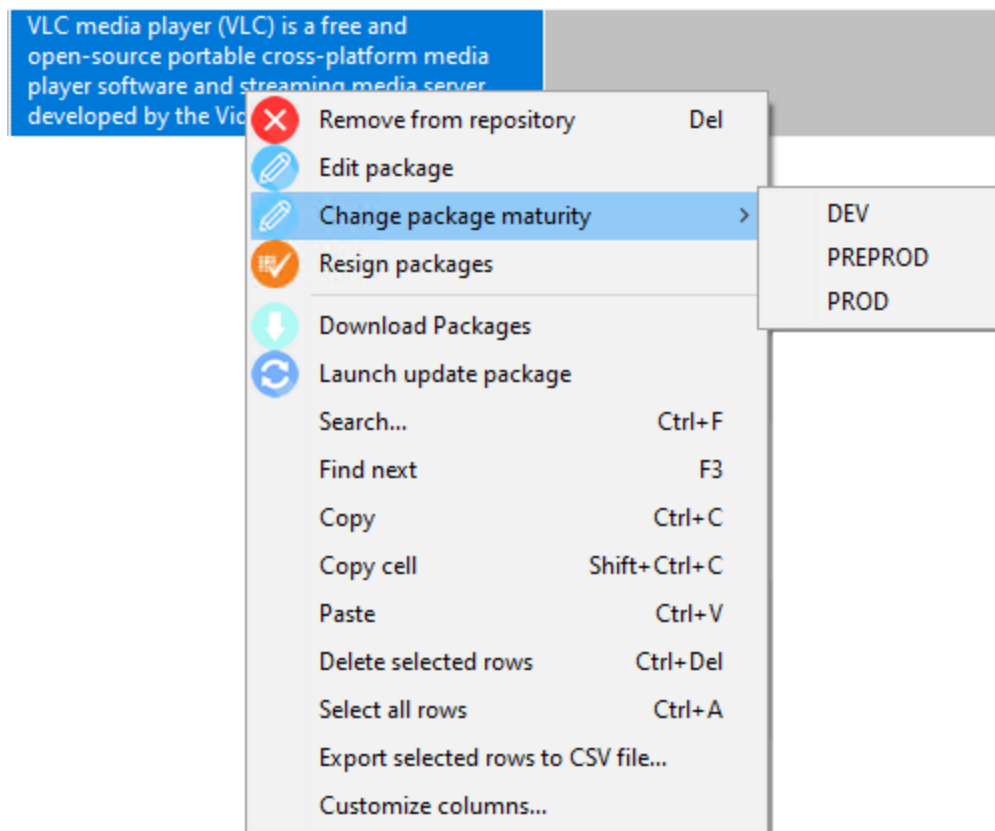 VLC media player (VLC) is a free and
open-source portable cross-platform media
player software and streaming media server
developed by the
Remove from repository Del
Edit package
Change package maturity >
DEV
PREPROD
PROD
Resign packages
Download Packages
Launch update package
Search... Ctrl+F
Find next F3
Copy Ctrl+C
Copy cell Shift+Ctrl+C
Paste Ctrl+V
Delete selected rows Ctrl+Del
Select all rows Ctrl+A
Export selected rows to CSV file...
Customize columns...